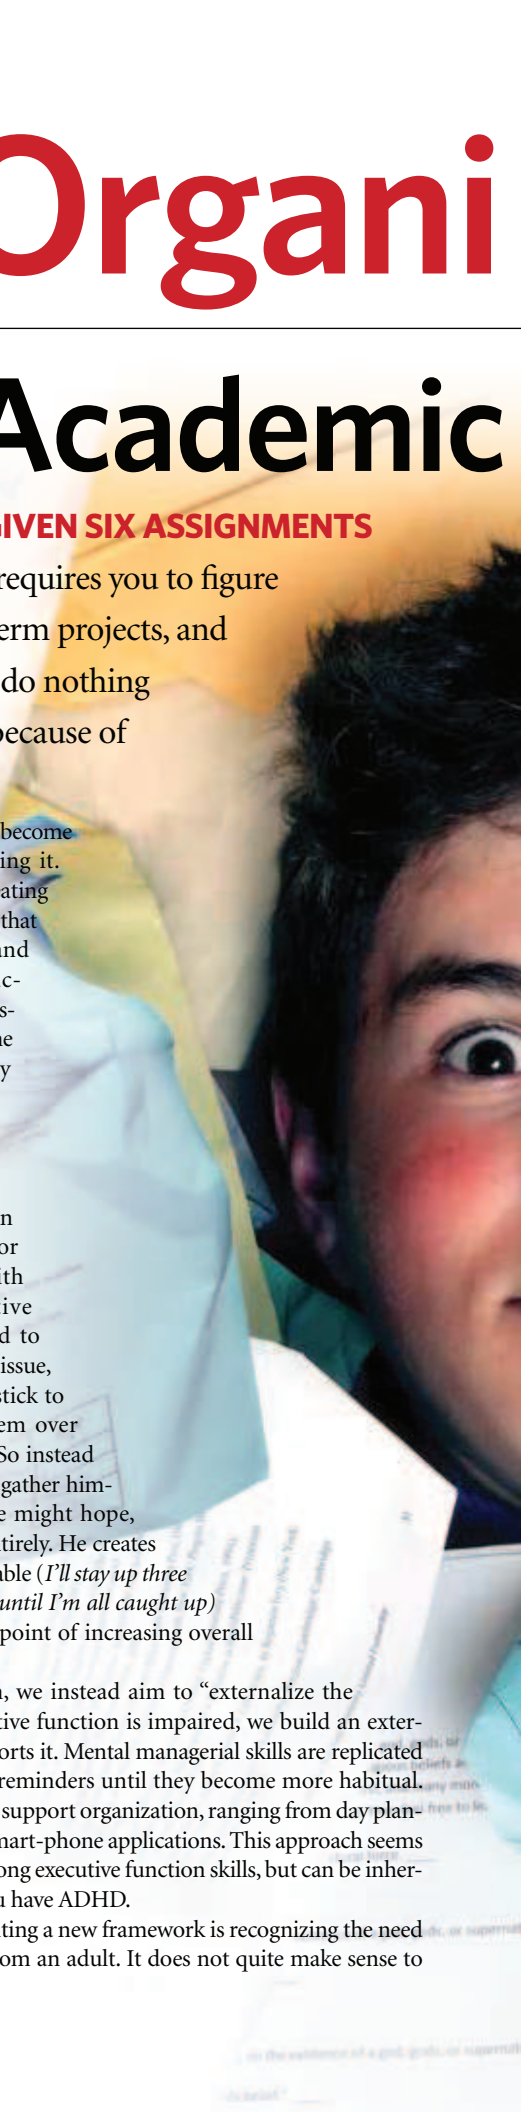 Organi
Academic
GIVEN SIX ASSIGNMENTS
requires you to figure
erm projects, and
do nothing
because of
become
ing it.
ating
that
and
c-
s-
he
y
n
or
ith
tive
d to
issue,
stick to
em over
So instead
gather him-
e might hope,
tirely. He creates
able (I’ll stay up three
until I’m all caught up)
point of increasing overall
n, we instead aim to “externalize the
tive function is impaired, we build an exter-
orts it. Mental managerial skills are replicated
reminders until they become more habitual.
support organization, ranging from day plan-
mart-phone applications. This approach seems
ong executive function skills, but can be inher-
u have ADHD.
ting a new framework is recognizing the need
om an adult. It does not quite make sense to